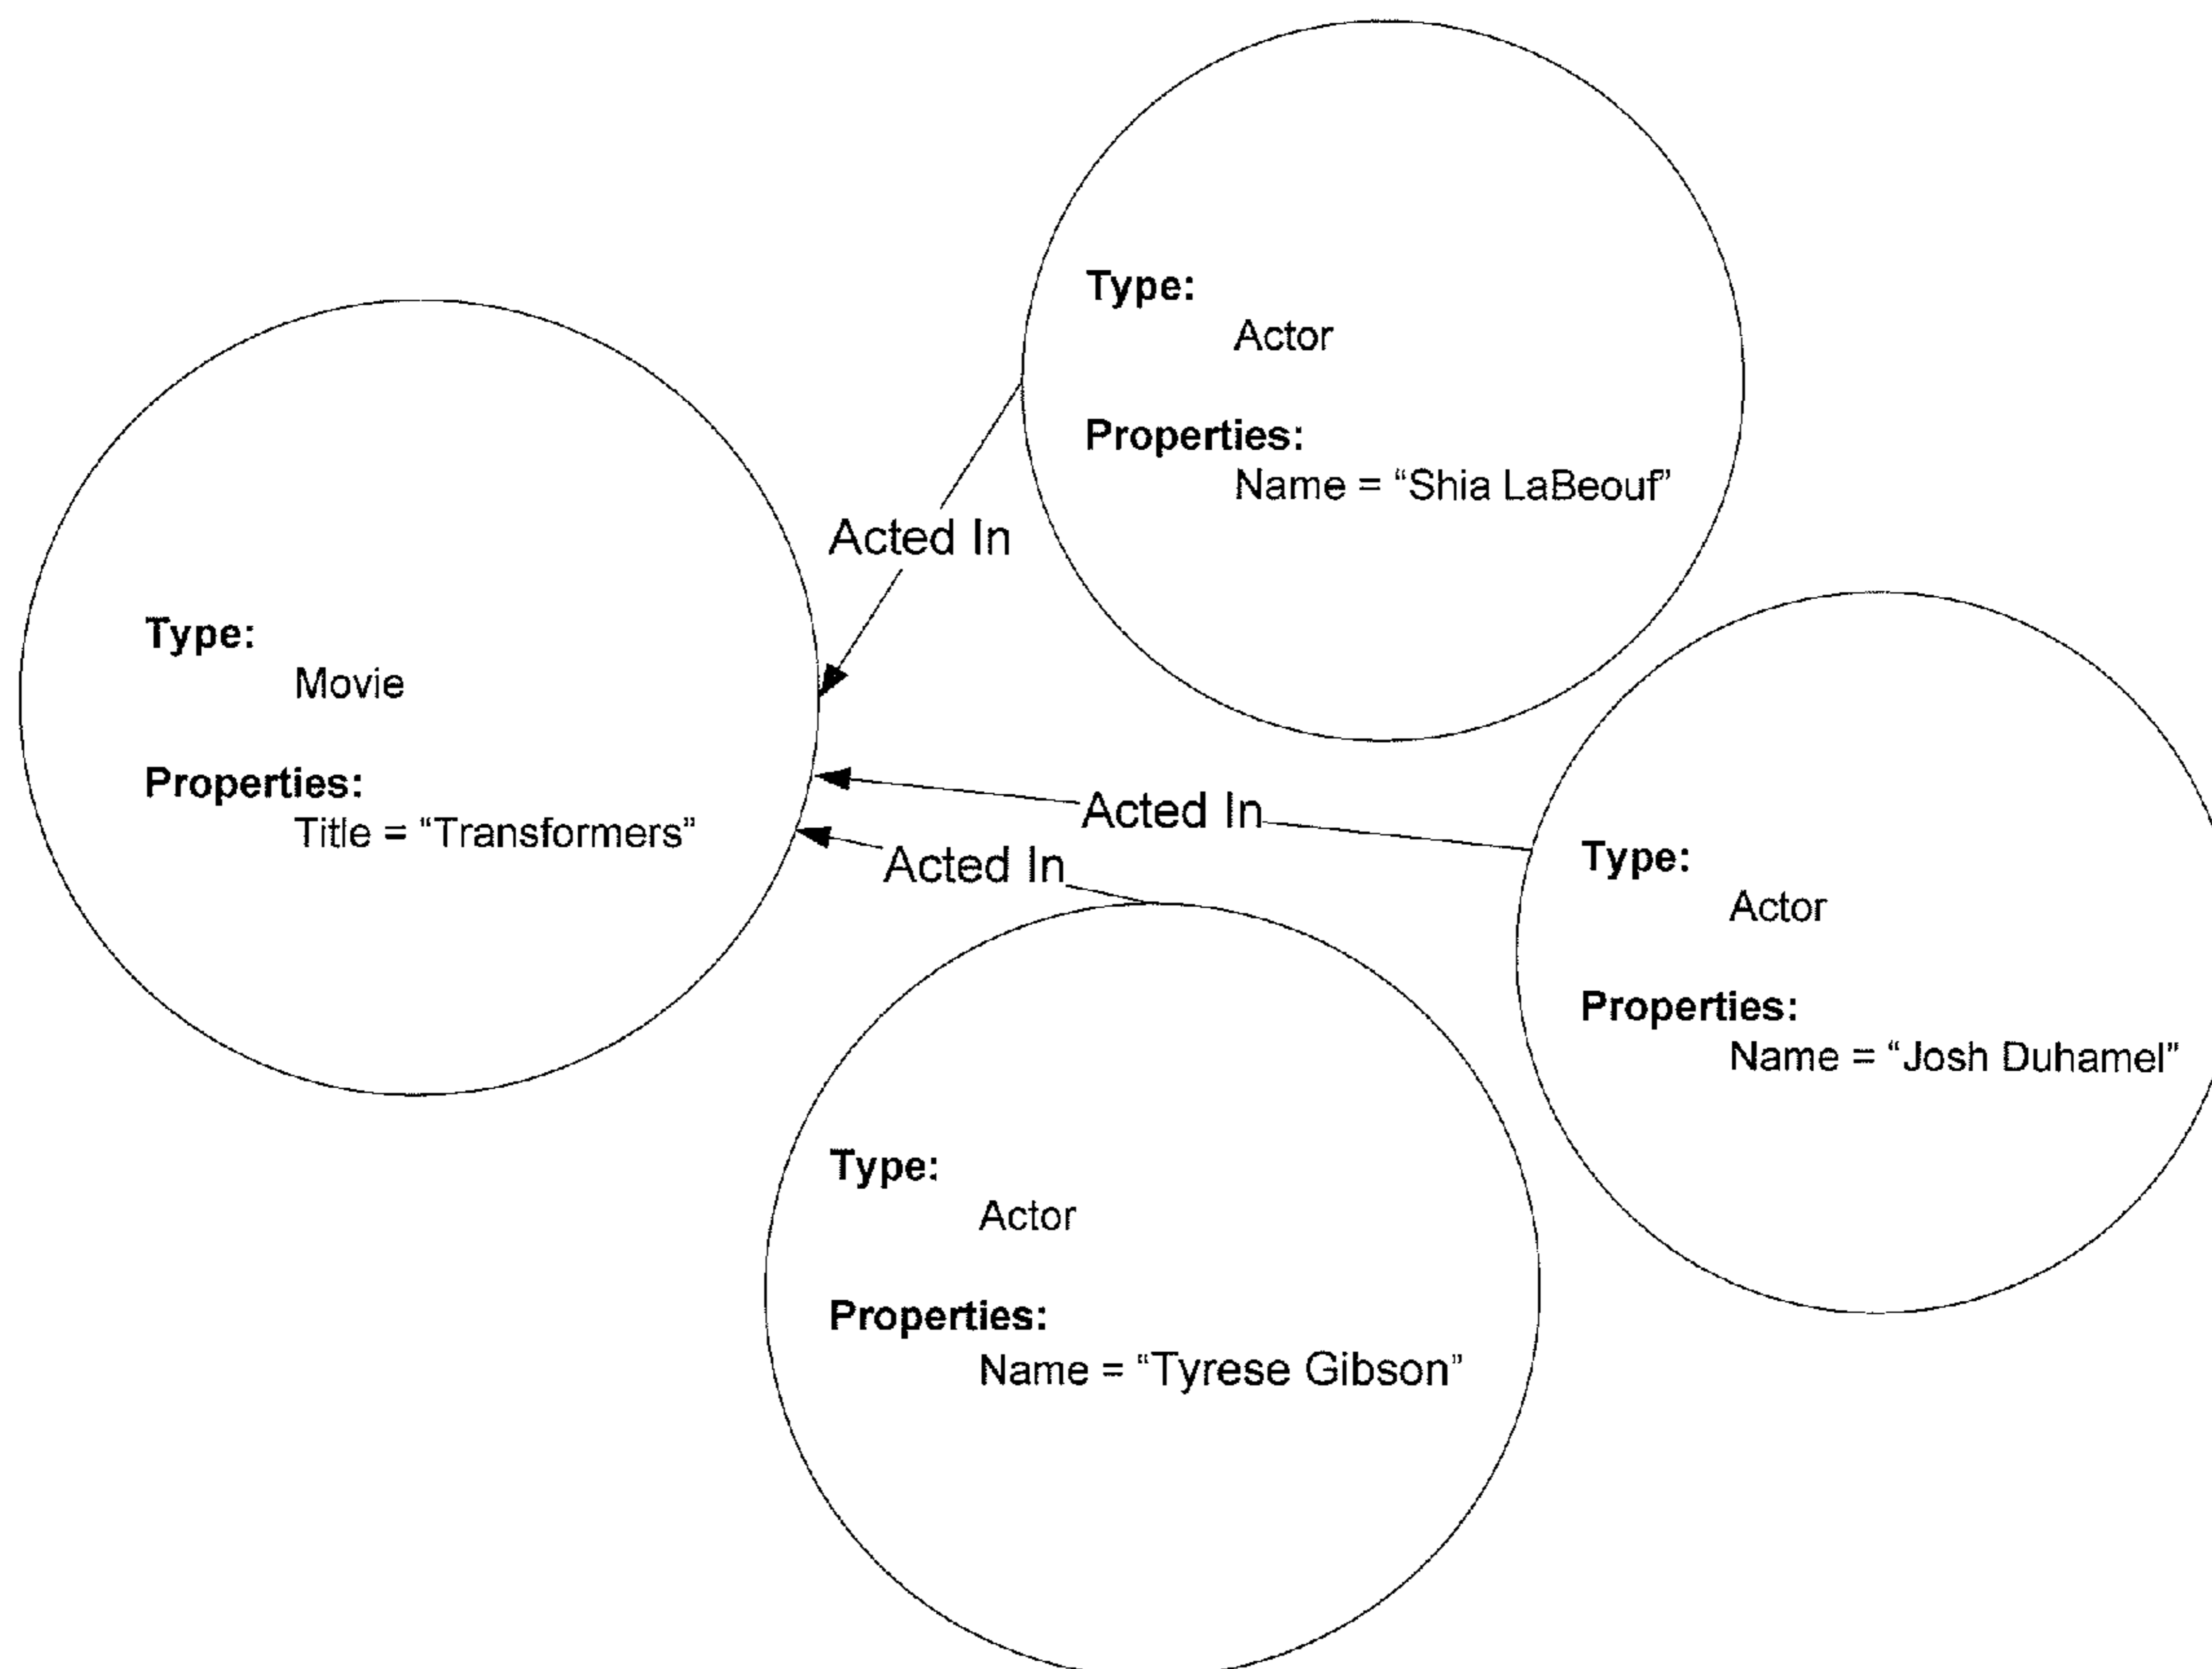 Type:
Actor
Properties:
Name = “Shia LaBeouf”
Acted In
Type:
Movie
Properties:
Title = “Transformers”
Acted In
Acted In
Type:
Actor
Properties:
Name = “Josh Duhamel”
Type:
Actor
Properties:
Name = “Tyrese Gibson”